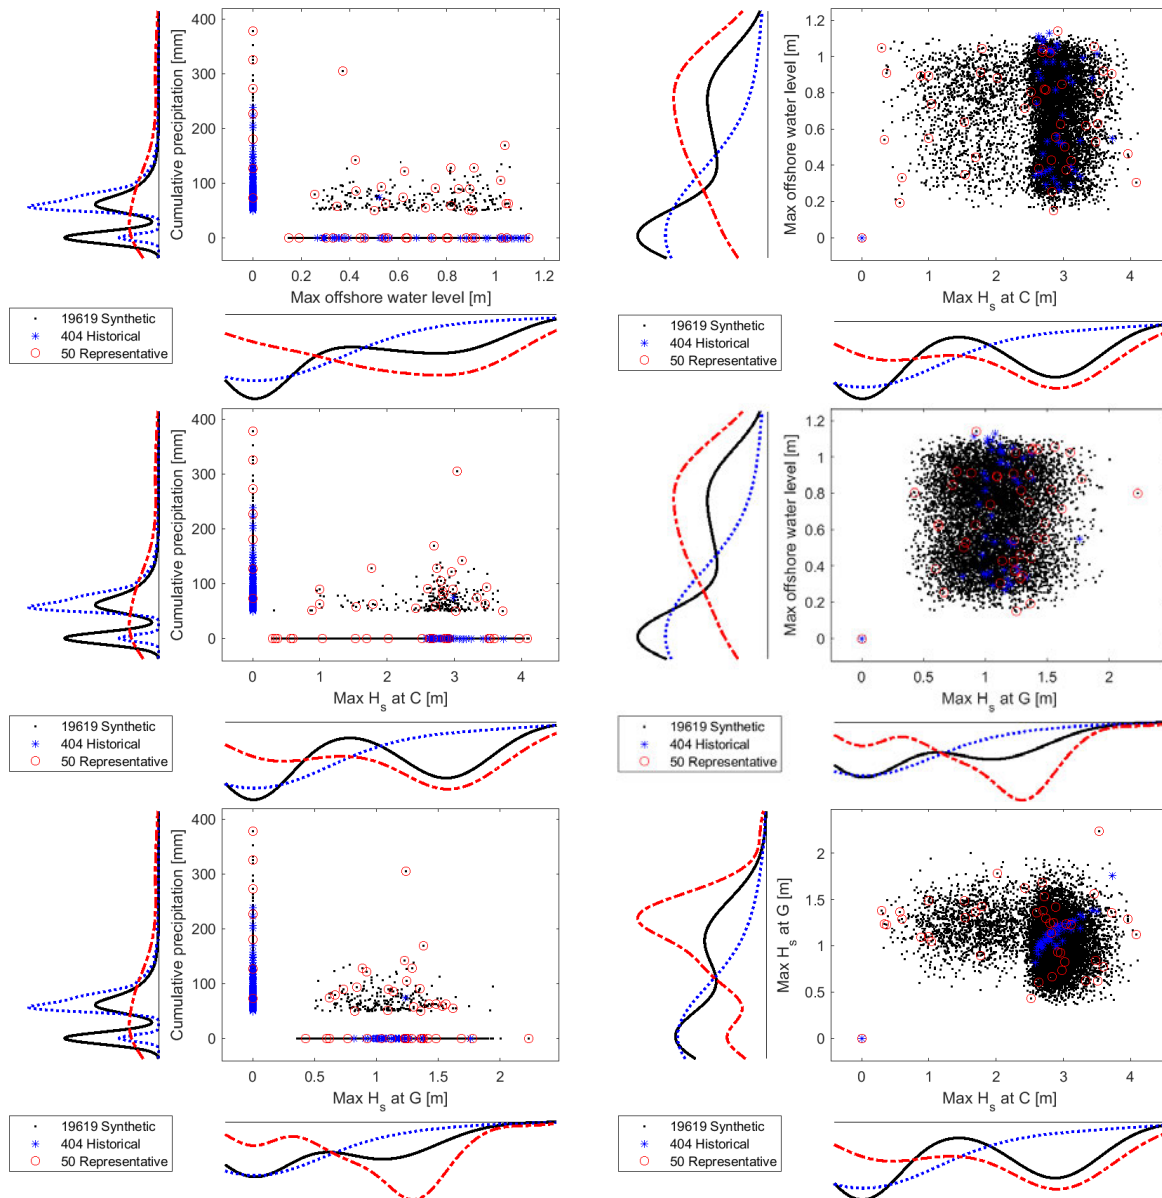 400
300
200
100
0
Cumulative precipitation [mm]
0 0.2 0.4 0.6 0.8 1 1.2
Max offshore water level [m]
19619 Synthetic
404 Historical
50 Representative
1.2
1
0.8
0.6
0.4
0.2
0
Max offshore water level [m]
0 1 2 3 4
Max H_s at C [m]
19619 Synthetic
404 Historical
50 Representative
400
300
200
100
0
Cumulative precipitation [mm]
0 1 2 3 4
Max H_s at C [m]
19619 Synthetic
404 Historical
50 Representative
1.2
1
0.8
0.6
0.4
0.2
0
Max offshore water level [m]
0 0.5 1 1.5 2
Max H_s at G [m]
19619 Synthetic
404 Historical
50 Representative
400
300
200
100
0
Cumulative precipitation [mm]
0 0.5 1 1.5 2
Max H_s at G [m]
19619 Synthetic
404 Historical
50 Representative
2
1.5
1
0.5
0
Max H_s at G [m]
0 1 2 3 4
Max H_s at C [m]
19619 Synthetic
404 Historical
50 Representative